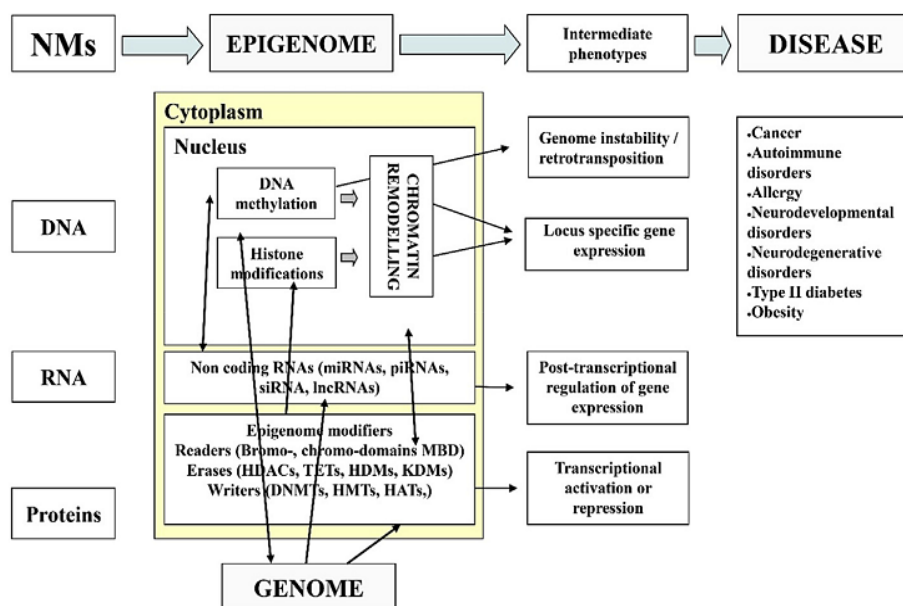 NMs
EPIGENOME
Intermediate
phenotypes
DISEASE
Cytoplasm
Nucleus
DNA
methylation
Histone
modifications
CHROMATIN
REMODELLING
Genome instability /
retrotransposition
Locus specific gene
expression
•Cancer
•Autoimmune
disorders
•Allergy
•Neurodevelopmental
disorders
•Neurodegenerative
disorders
•Type II diabetes
•Obesity
DNA
RNA
Non coding RNAs (miRNAs, piRNAs,
siRNA, lncRNAs)
Post-transcriptional
regulation of gene
expression
Proteins
Epigenome modifiers
Readers (Bromo-, chromo-domains MBD)
Erases (HDACs, TETs, HDMs, KDMs)
Writers (DNMTs, HMTs, HATs,)
Transcriptional
activation or
repression
GENOME